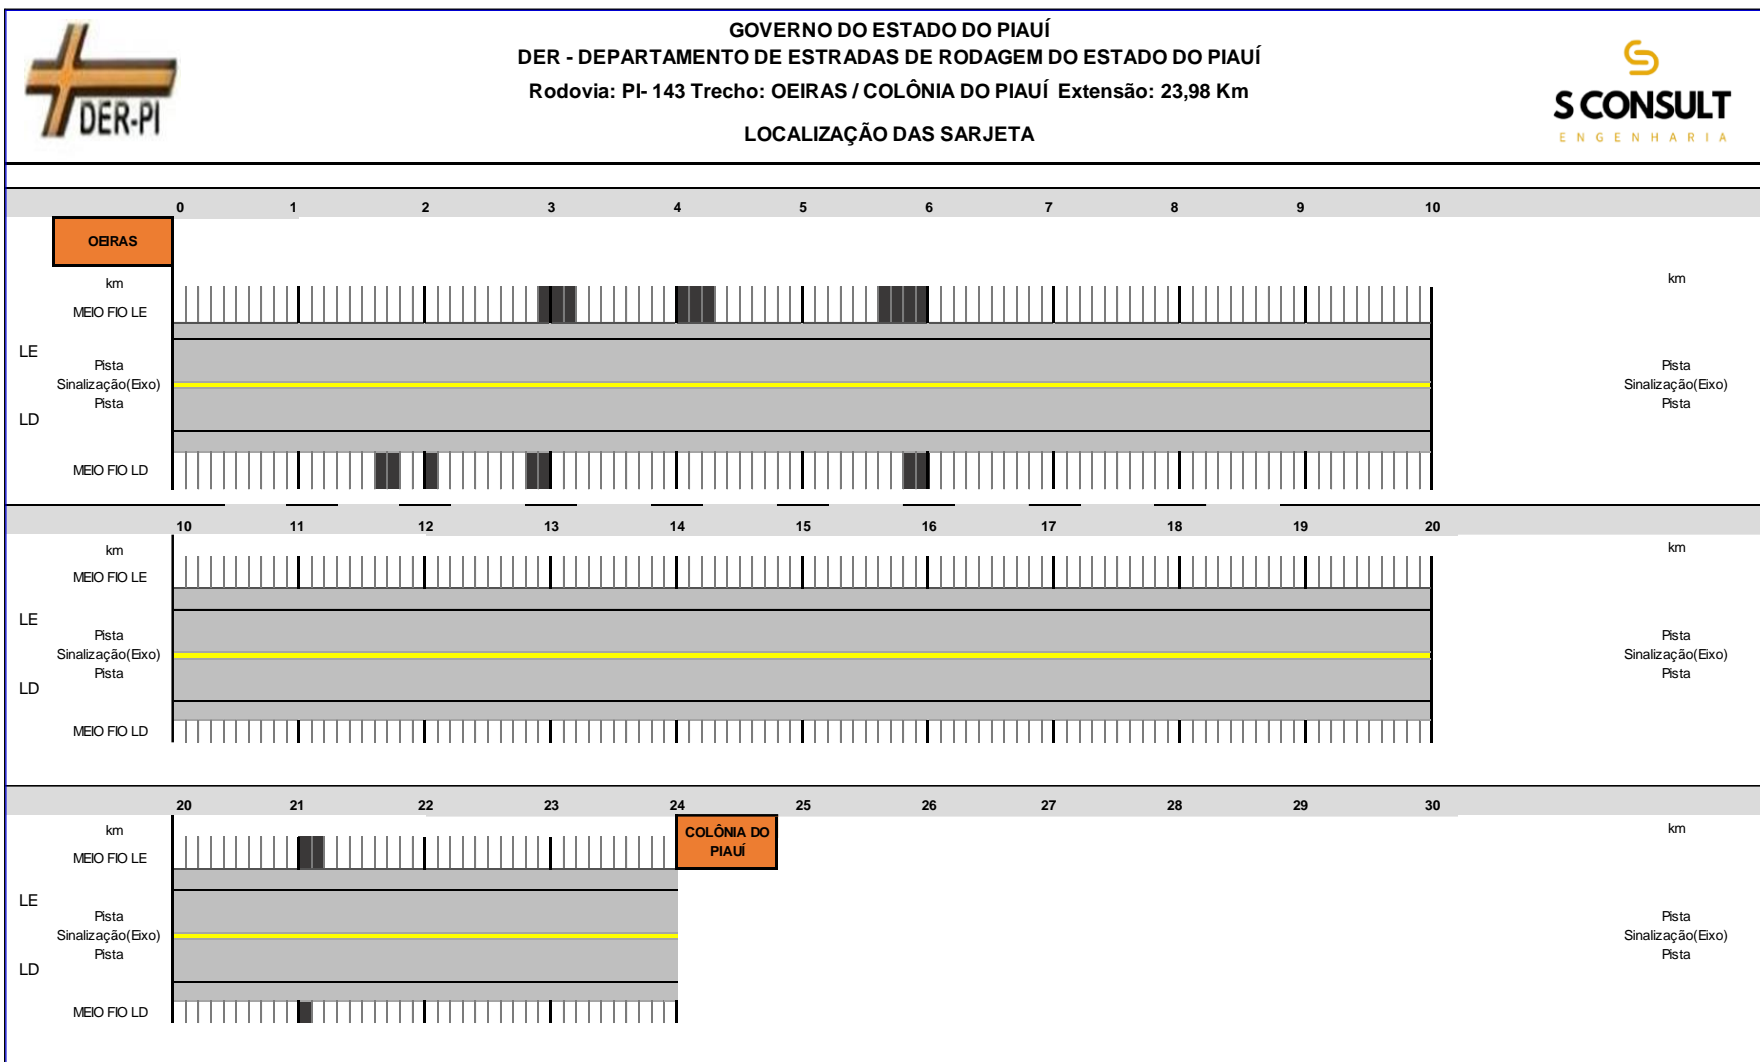 GOVERNO DO ESTADO DO PIAUÍ
DER - DEPARTAMENTO DE ESTRADAS DE RODAGEM DO ESTADO DO PIAUÍ
Rodovia: PI- 143 Trecho: OEIRAS / COLÔNIA DO PIAUÍ Extensão: 23,98 Km
LOCALIZAÇÃO DAS SARJETA
DER-PI
S CONSULT
ENGENHARIA
0 1 2 3 4 5 6 7 8 9 10
OEIRAS
km km
MEIO FIO LE
LE
Pista Pista
Sinalização(Eixo) Sinalização(Eixo)
Pista Pista
LD
MEIO FIO LD
10 11 12 13 14 15 16 17 18 19 20
km km
MEIO FIO LE
LE
Pista Pista
Sinalização(Eixo) Sinalização(Eixo)
Pista Pista
LD
MEIO FIO LD
20 21 22 23 24 25 26 27 28 29 30
COLÔNIA DO
PIAUÍ
km km
MEIO FIO LE
LE
Pista Pista
Sinalização(Eixo) Sinalização(Eixo)
Pista Pista
LD
MEIO FIO LD